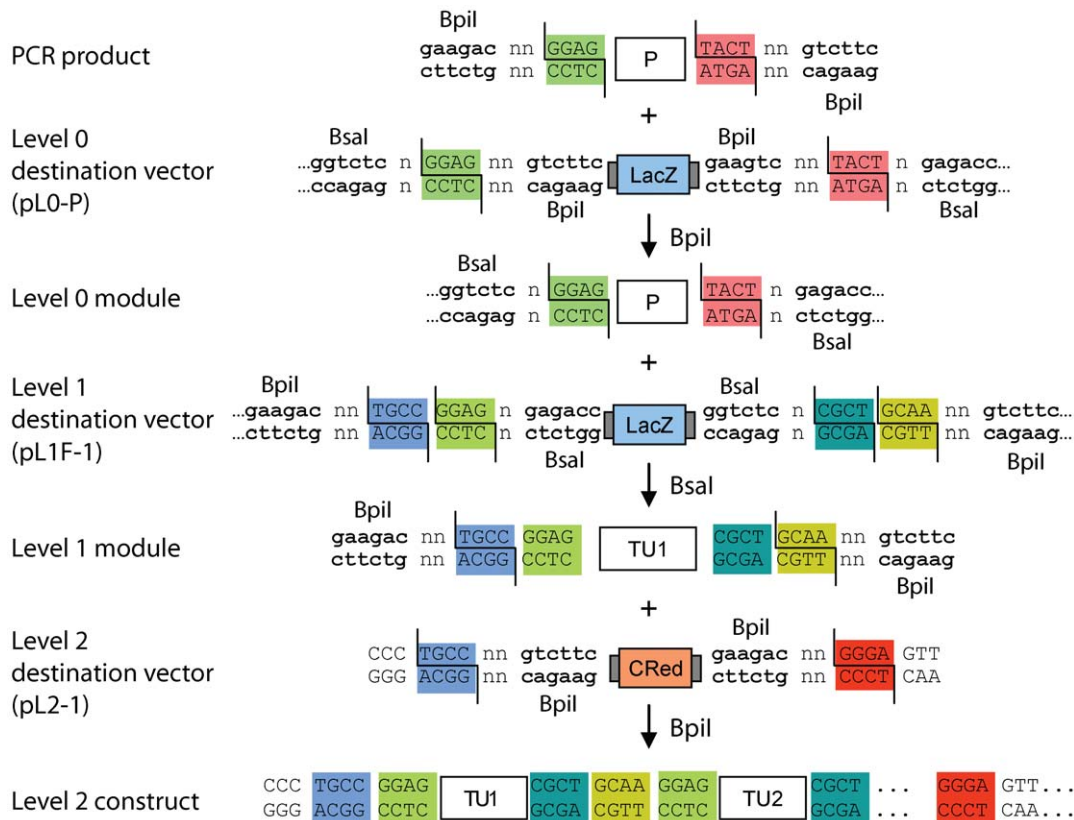 BpiI
PCR product
gaagac nn GGAG P TACT nn gtcttc
cttctg nn CCTC ATGA nn cagaag
BpiI
+
Level 0
destination vector
(pL0-P)
BsaI BpiI
...ggtctc n GGAG nn gtcttc LacZ gaagtc nn TACT n gagacc...
...ccagag n CCTC nn cagaag cttctg nn ATGA n ctctgg...
BpiI BsaI
BpiI
Level 0 module
BsaI
...ggtctc n GGAG P TACT n gagacc...
...ccagag n CCTC ATGA n ctctgg...
BsaI
+
Level 1
destination vector
(pL1F-1)
BpiI BsaI
...gaagac nn TGCC GGAG n gagacc LacZ ggtctc n CGCT GCAA nn gtcttc...
...cttctg nn ACGG CCTC n ctctgg ccagag n GCGA CGTT nn cagaag...
BsaI BpiI
BsaI
Level 1 module
BpiI
gaagac nn TGCC GGAG TU1 CGCT GCAA nn gtcttc
cttctg nn ACGG CCTC GCGA CGTT nn cagaag
BpiI
+
Level 2
destination vector
(pL2-1)
BpiI
CCC TGCC nn gtcttc CRed gaagac nn GGGA GTT
GGG ACGG nn cagaag cttctg nn CCCT CAA
BpiI
BpiI
Level 2 construct
CCC TGCC GGAG TU1 CGCT GCAA GGAG TU2 CGCT ... GGGA GTT...
GGG ACGG CCTC GCGA CGTT CCTC GCGA ... CCCT CAA...